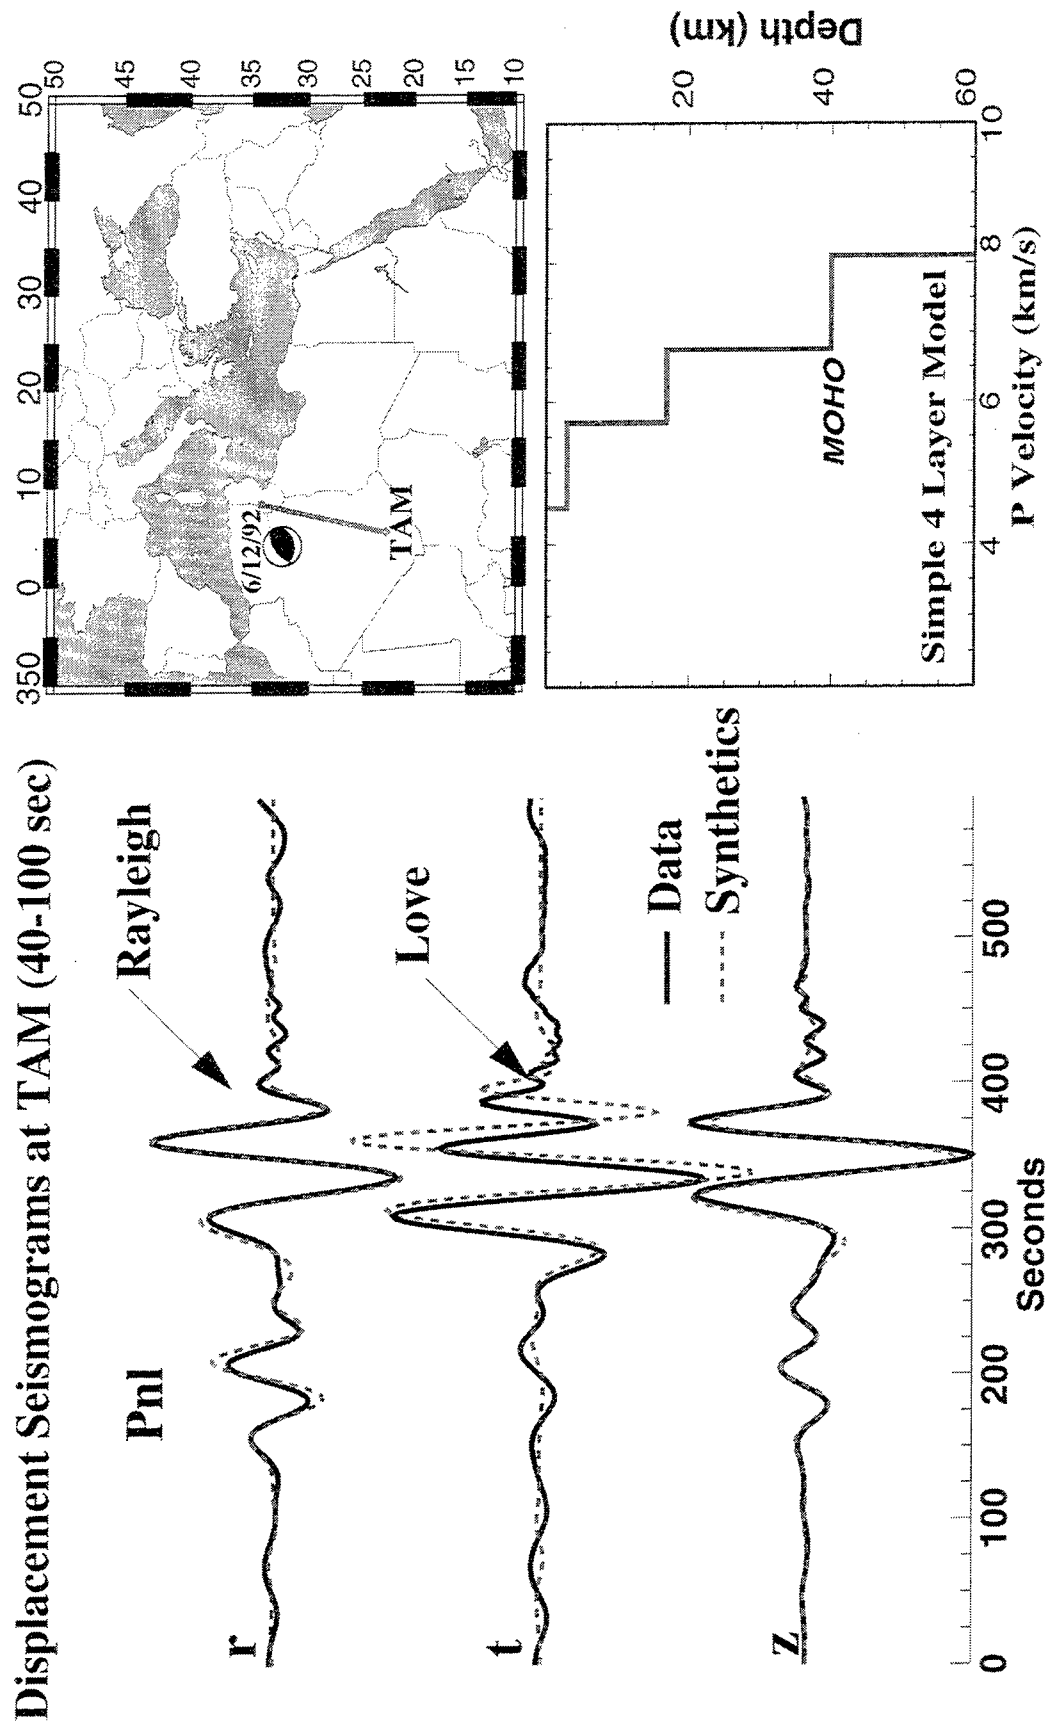 Displacement Seismograms at TAM (40-100 sec)
Rayleigh
Pnl
r
Love
t
Data
Synthetics
z
0 100 200 300 400 500
Seconds
350 0 10 20 30 40 50
50
45
40
35
30
25
20
15
10
6/12/92
TAM
20
40
60
Depth (km)
MOHO
Simple 4 Layer Model
4 6 8 10
P Velocity (km/s)